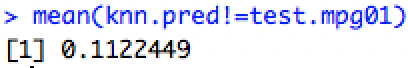 > mean(knn.pred!=test.mpg01)
[1] 0.1122449